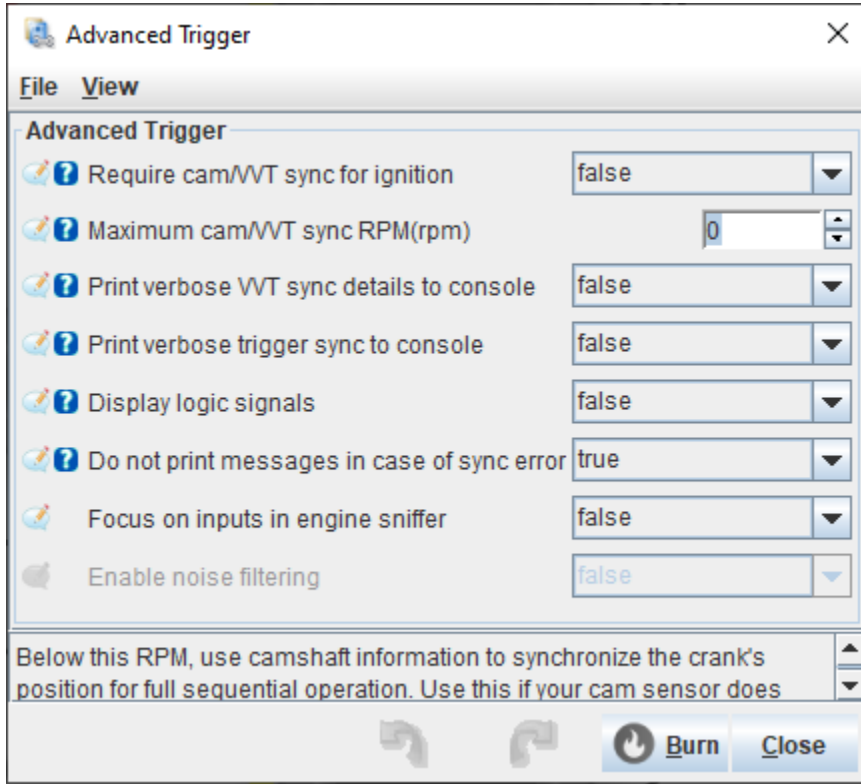 Advanced Trigger
File View
Advanced Trigger
Require cam/VVT sync for ignition false
Maximum cam/VVT sync RPM(rpm) 0
Print verbose VVT sync details to console false
Print verbose trigger sync to console false
Display logic signals false
Do not print messages in case of sync error true
Focus on inputs in engine sniffer false
Enable noise filtering false
Below this RPM, use camshaft information to synchronize the crank's
position for full sequential operation. Use this if your cam sensor does
Burn Close